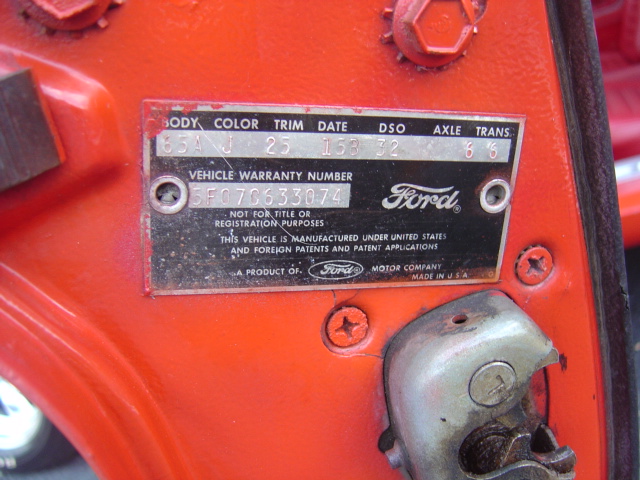 BODY COLOR TRIM DATE DSO AXLE TRANS.
65A J 25 15R 32 6 6
VEHICLE WARRANTY NUMBER
5F07C633074 Ford
NOT FOR TITLE OR
REGISTRATION PURPOSES
THIS VEHICLE IS MANUFACTURED UNDER UNITED STATES
AND FOREIGN PATENTS AND PATENT APPLICATIONS
A PRODUCT OF Ford MOTOR COMPANY
MADE IN U.S.A